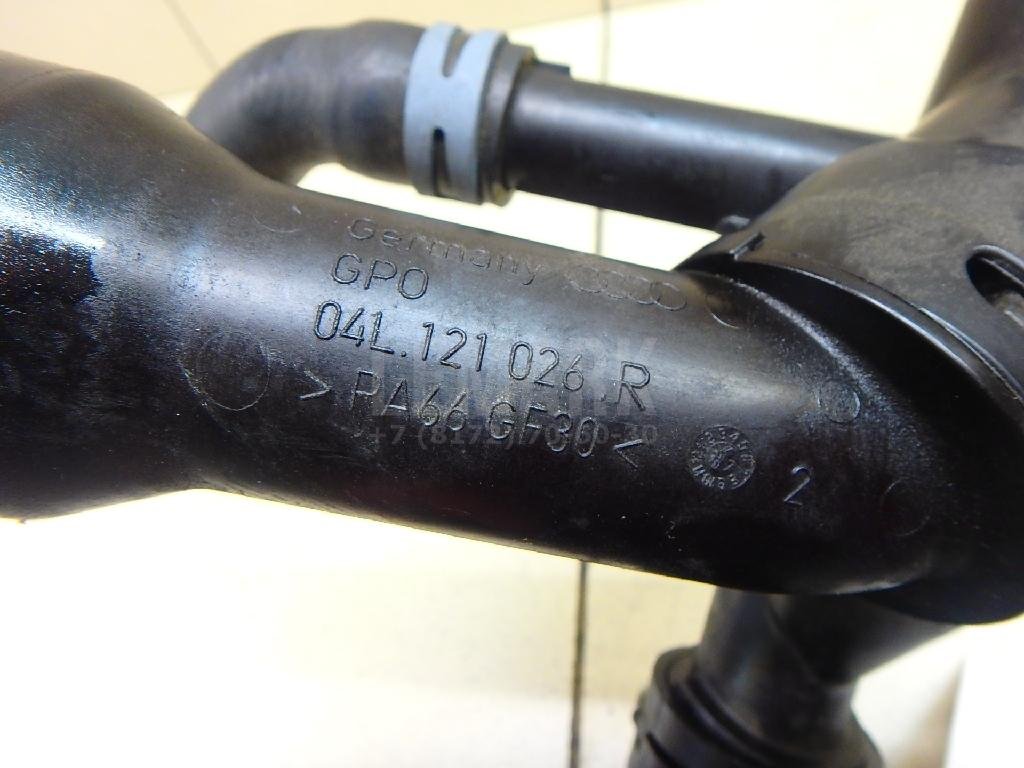 Germany
GPO
04L.121 026 R
> PA66 GF30 <
2